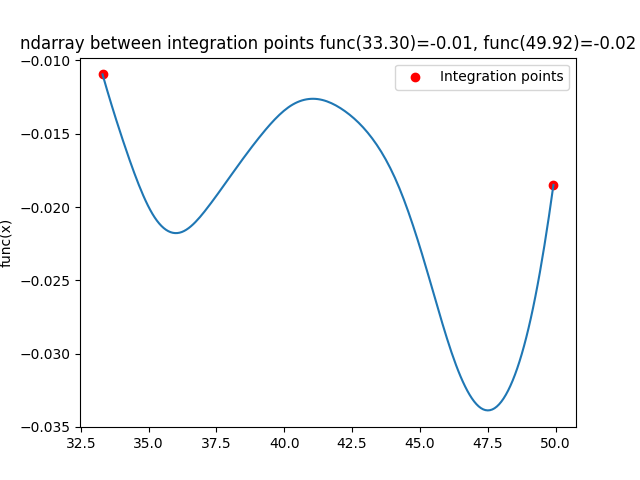 ndarray between integration points func(33.30)=-0.01, func(49.92)=-0.02
Integration points
func(x)
−0.010
−0.015
−0.020
−0.025
−0.030
−0.035
32.5 35.0 37.5 40.0 42.5 45.0 47.5 50.0